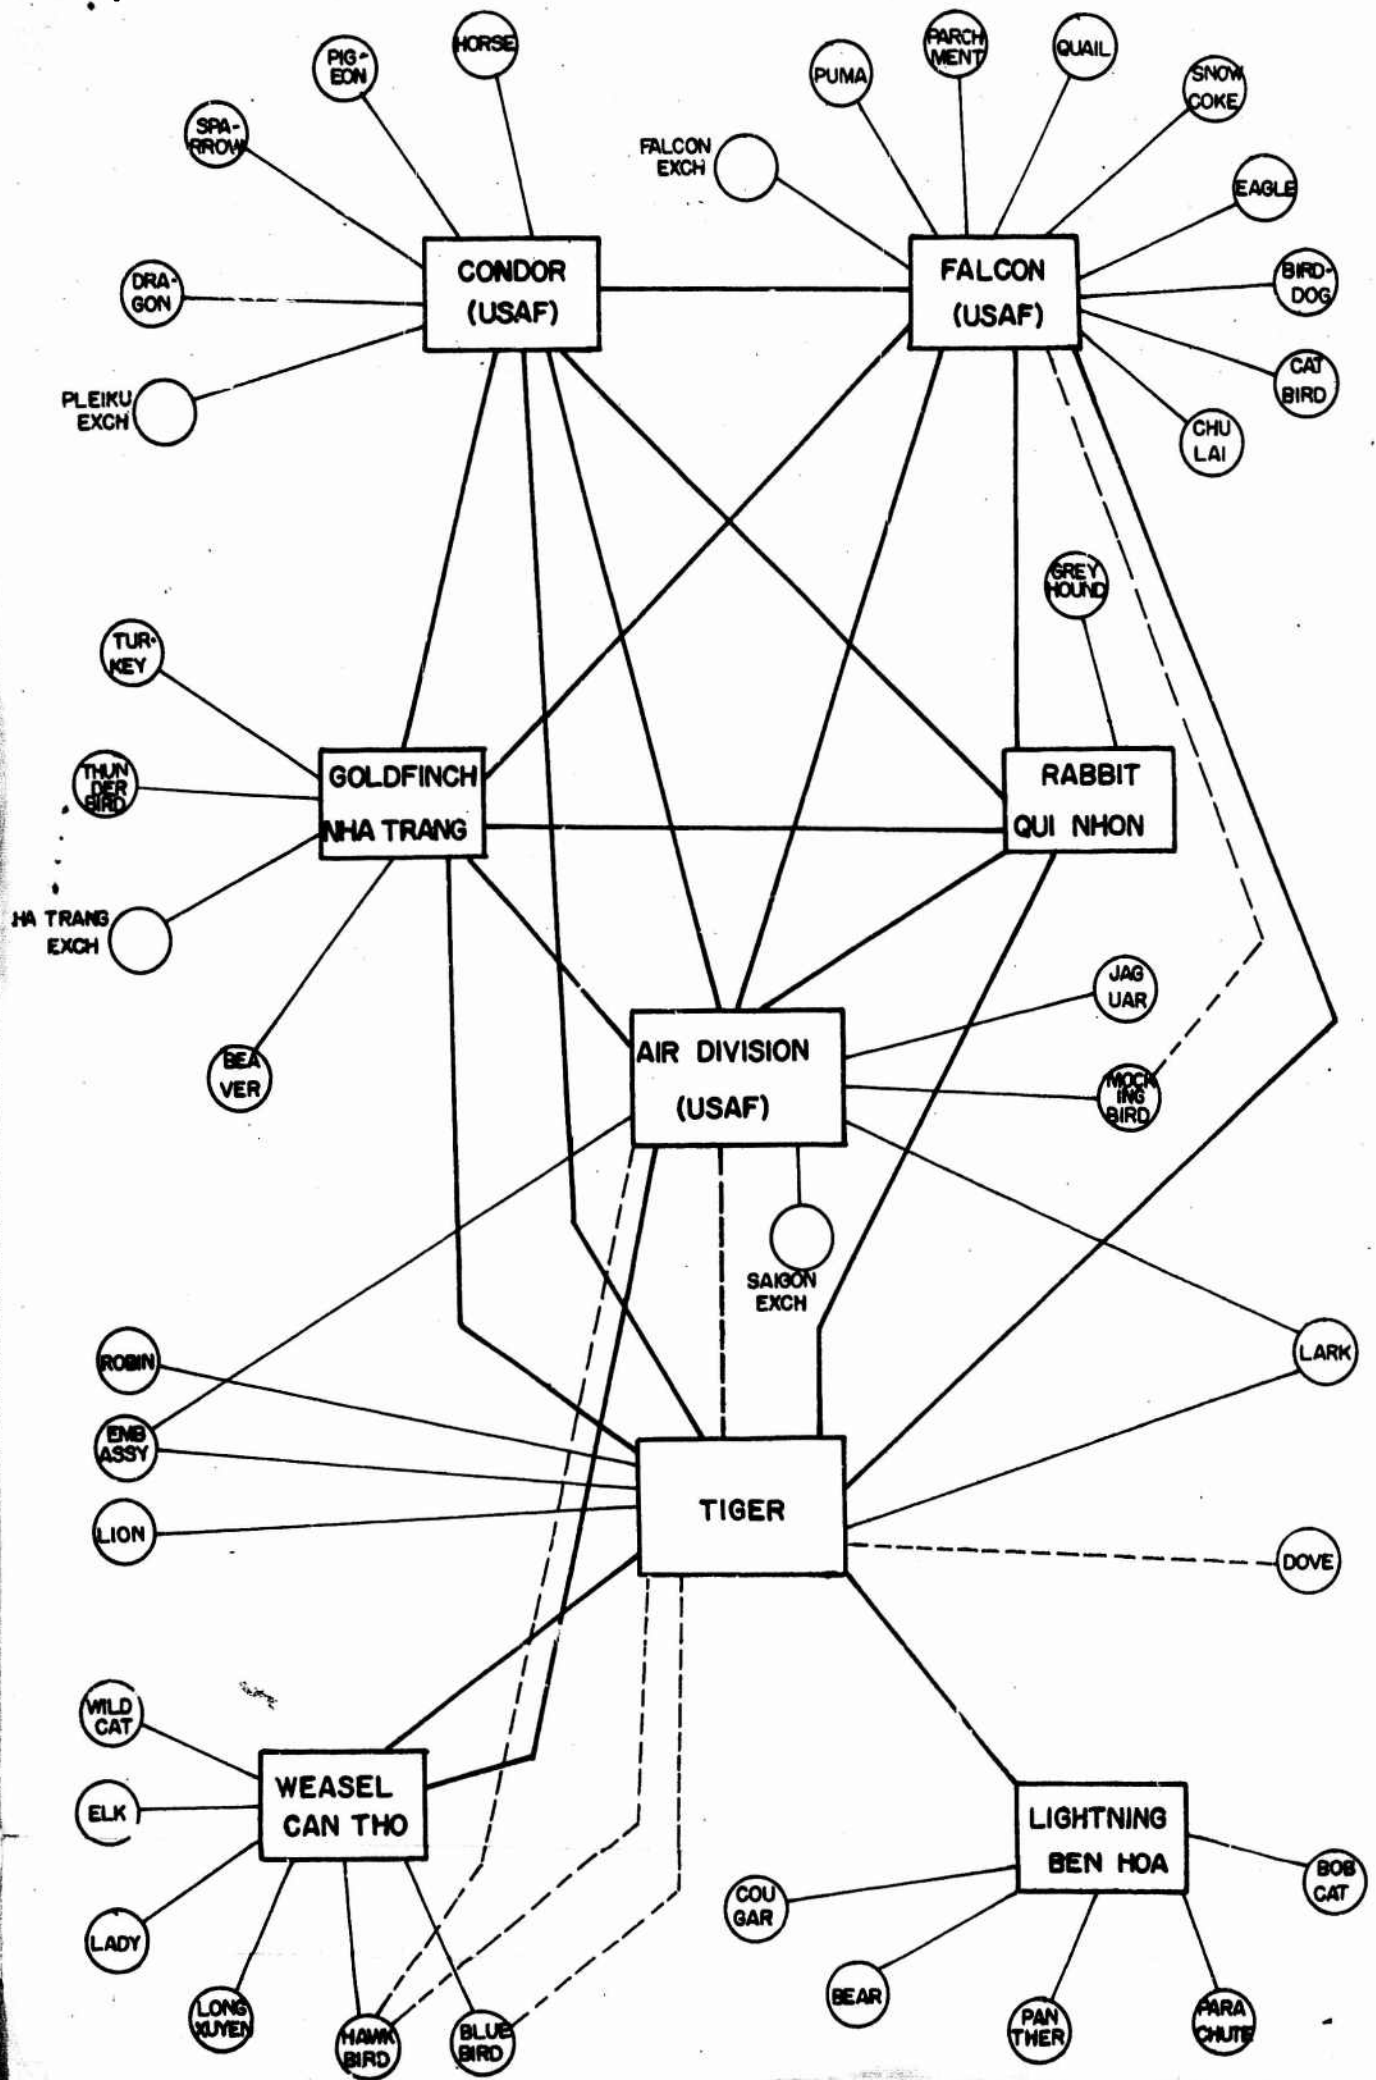 HORSE
PIG-
EON
SPA-
RROW
DRA-
GON
PLEIKU
EXCH
CONDOR
(USAF)
PARCH
MENT
QUAIL
PUMA
SNOW
COKE
FALCON
EXCH
EAGLE
BIRD-
DOG
CAT
BIRD
CHU
LAI
FALCON
(USAF)
GREY
HOUND
TUR-
KEY
THUN
DER
BIRD
HA TRANG
EXCH
BEA
VER
GOLDFINCH
NHA TRANG
RABBIT
QUI NHON
JAG
UAR
MOCK
ING
BIRD
AIR DIVISION
(USAF)
SAIGON
EXCH
ROBIN
EMB
ASSY
LION
LARK
TIGER
DOVE
WILD
CAT
ELK
LADY
WEASEL
CAN THO
LONG
XUYEN
HAWK
BIRD
BLUE
BIRD
LIGHTNING
BEN HOA
BOB
CAT
COU
GAR
BEAR
PAN
THER
PARA
CHUTE